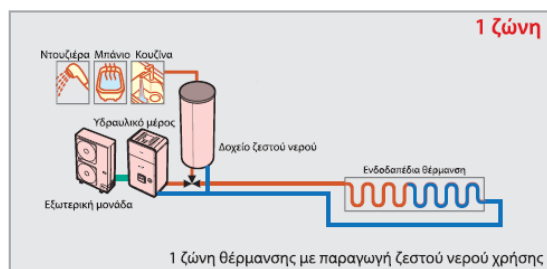 1 ζώνη
Ντουζιέρα Μπάνιο Κουζίνα
Υδραυλικό μέρος
Δοχείο ζεστού νερού
Ενδοδαπέδια θέρμανση
Εξωτερική μονάδα
1 ζώνη θέρμανσης με παραγωγή ζεστού νερού χρήσης